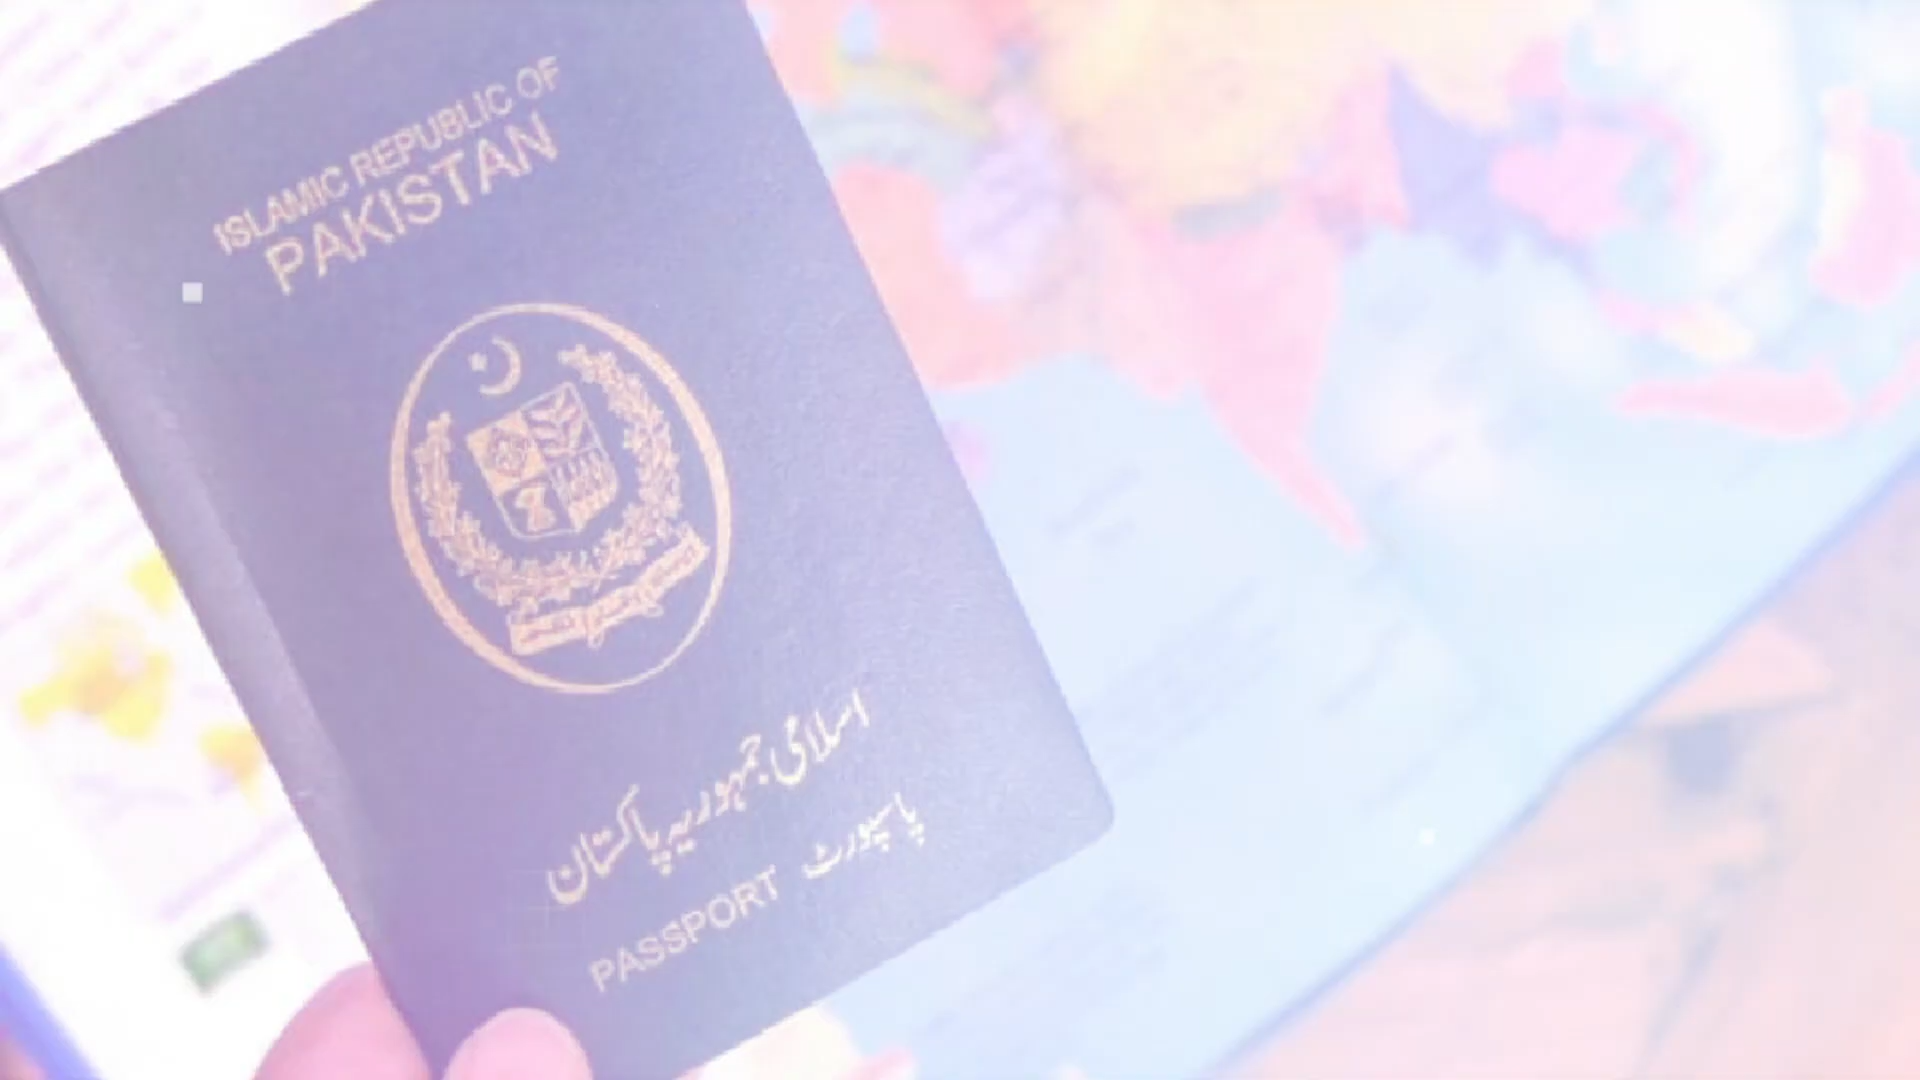 ISLAMIC REPUBLIC OF
PAKISTAN
اسلامی جمہوریہ پاکستان
PASSPORT پاسپورٹ